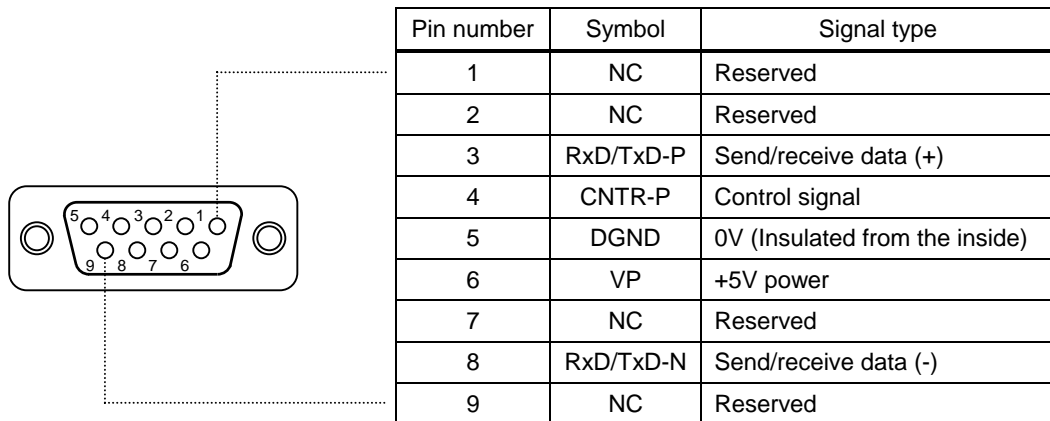 Pin number Symbol Signal type
1 NC Reserved
2 NC Reserved
3 RxD/TxD-P Send/receive data (+)
4 CNTR-P Control signal
5 DGND 0V (Insulated from the inside)
6 VP +5V power
7 NC Reserved
8 RxD/TxD-N Send/receive data (-)
9 NC Reserved
5 4 3 2 1
9 8 7 6